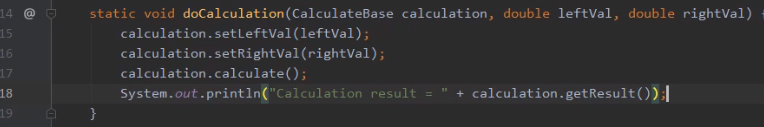 14 @ static void doCalculation(CalculateBase calculation, double leftVal, double rightVal) {
15 calculation.setLeftVal(leftVal);
16 calculation.setRightVal(rightVal);
17 calculation.calculate();
18 System.out.println("Calculation result = " + calculation.getResult());
19 }